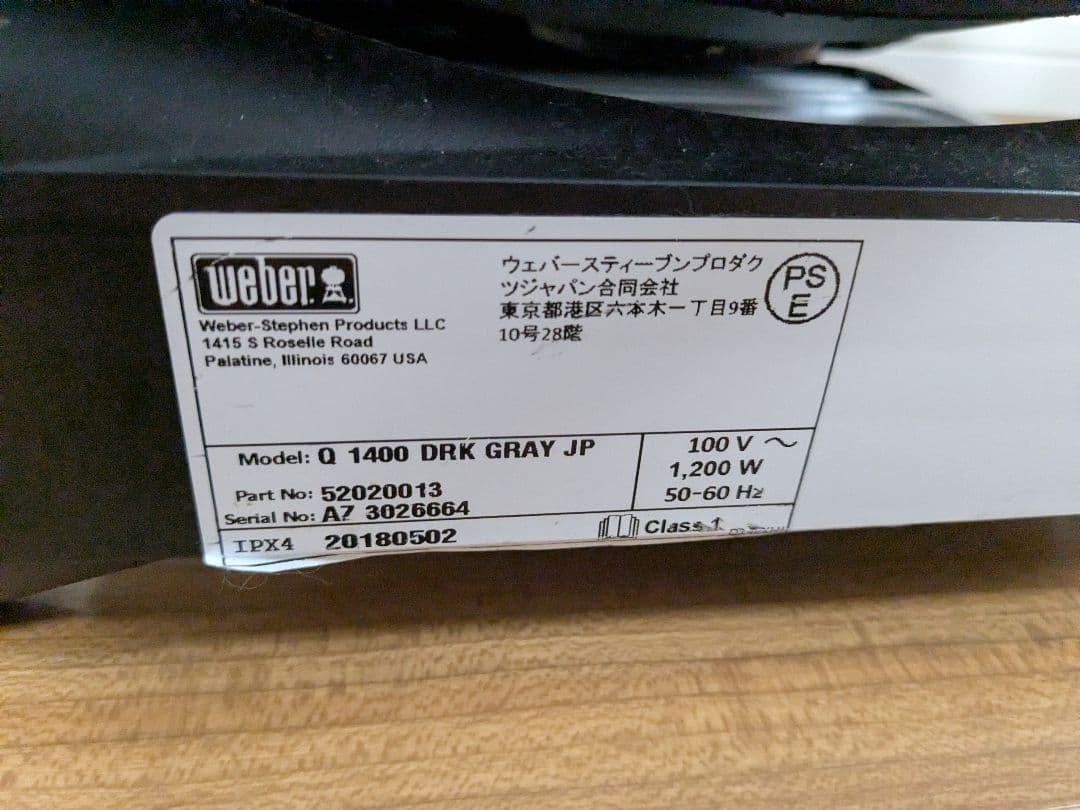 weber
Weber-Stephen Products LLC
1415 S Roselle Road
Palatine, Illinois 60067 USA
ウェバースティーブンプロダク
ツジャパン合同会社
東京都港区六本木一丁目9番
10号28階
PS
E
Model: Q 1400 DRK GRAY JP
Part No: 52020013
Serial No: A7 3026664
IPX4 20180502
100 V ～
1,200 W
50-60 Hz
Class 1